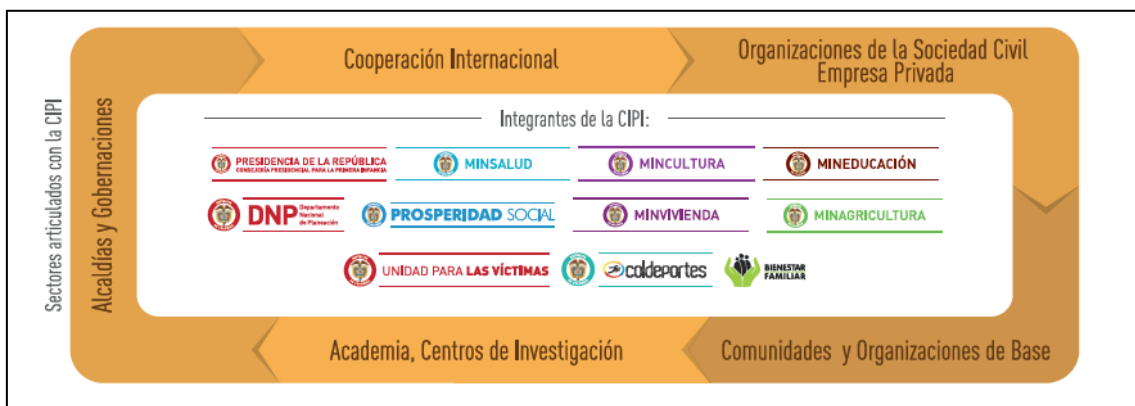 Sectores articulados con la CIPI
Alcaldías y Gobernaciones
Cooperación Internacional
Organizaciones de la Sociedad Civil
Empresa Privada
Integrantes de la CIPI:
PRESIDENCIA DE LA REPÚBLICA
CONSEJERÍA PRESIDENCIAL PARA LA PRIMERA INFANCIA
MINSALUD
MINCULTURA
MINEDUCACIÓN
DNP Departamento
Nacional
de Planeación
PROSPERIDAD SOCIAL
MINVIVIENDA
MINAGRICULTURA
UNIDAD PARA LAS VÍCTIMAS
coldeportes
BIENESTAR
FAMILIAR
Academia, Centros de Investigación
Comunidades y Organizaciones de Base